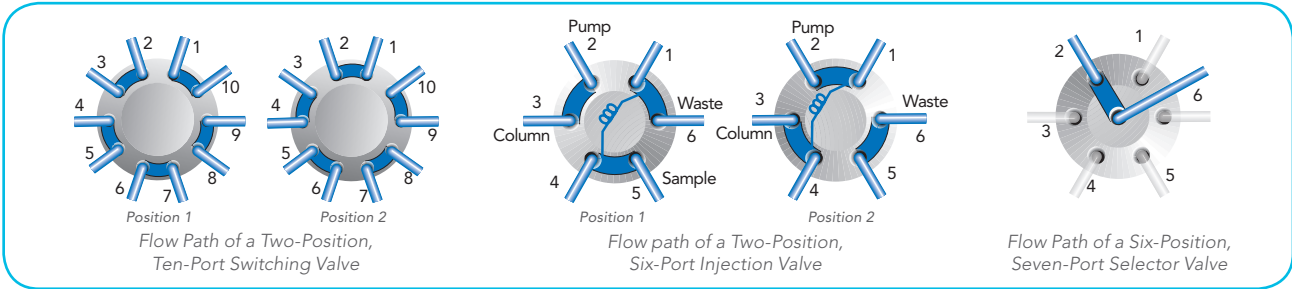 2 1
3 10
4 9
5 8
6 7
Position 1
2 1
3 10
4 9
5 8
6 7
Position 2
Flow Path of a Two-Position,
Ten-Port Switching Valve
Pump
2 1
3 Waste
Column 6
4 5 Sample
Position 1
Pump
2 1
3 Waste
Column 6
4 5
Position 2
Flow path of a Two-Position,
Six-Port Injection Valve
1
2
6
3
4 5
Flow Path of a Six-Position,
Seven-Port Selector Valve